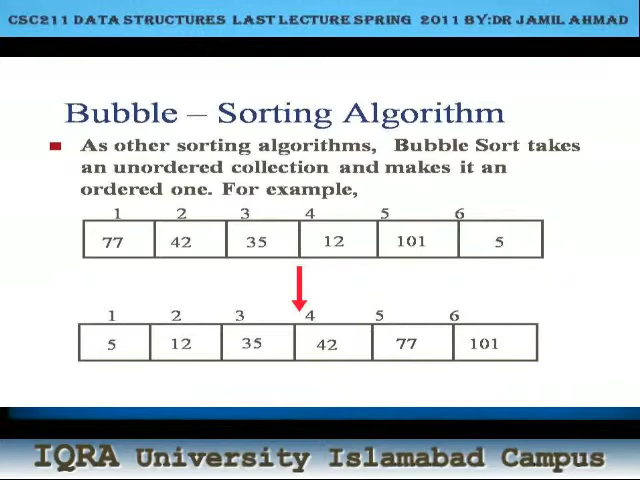 CSC211 DATA STRUCTURES LAST LECTURE SPRING 2011 BY:DR JAMIL AHMAD
Bubble – Sorting Algorithm
As other sorting algorithms, Bubble Sort takes
an unordered collection and makes it an
ordered one. For example,
1 2 3 4 5 6
77 42 35 12 101 5
1 2 3 4 5 6
5 12 35 42 77 101
IQRA University Islamabad Campus